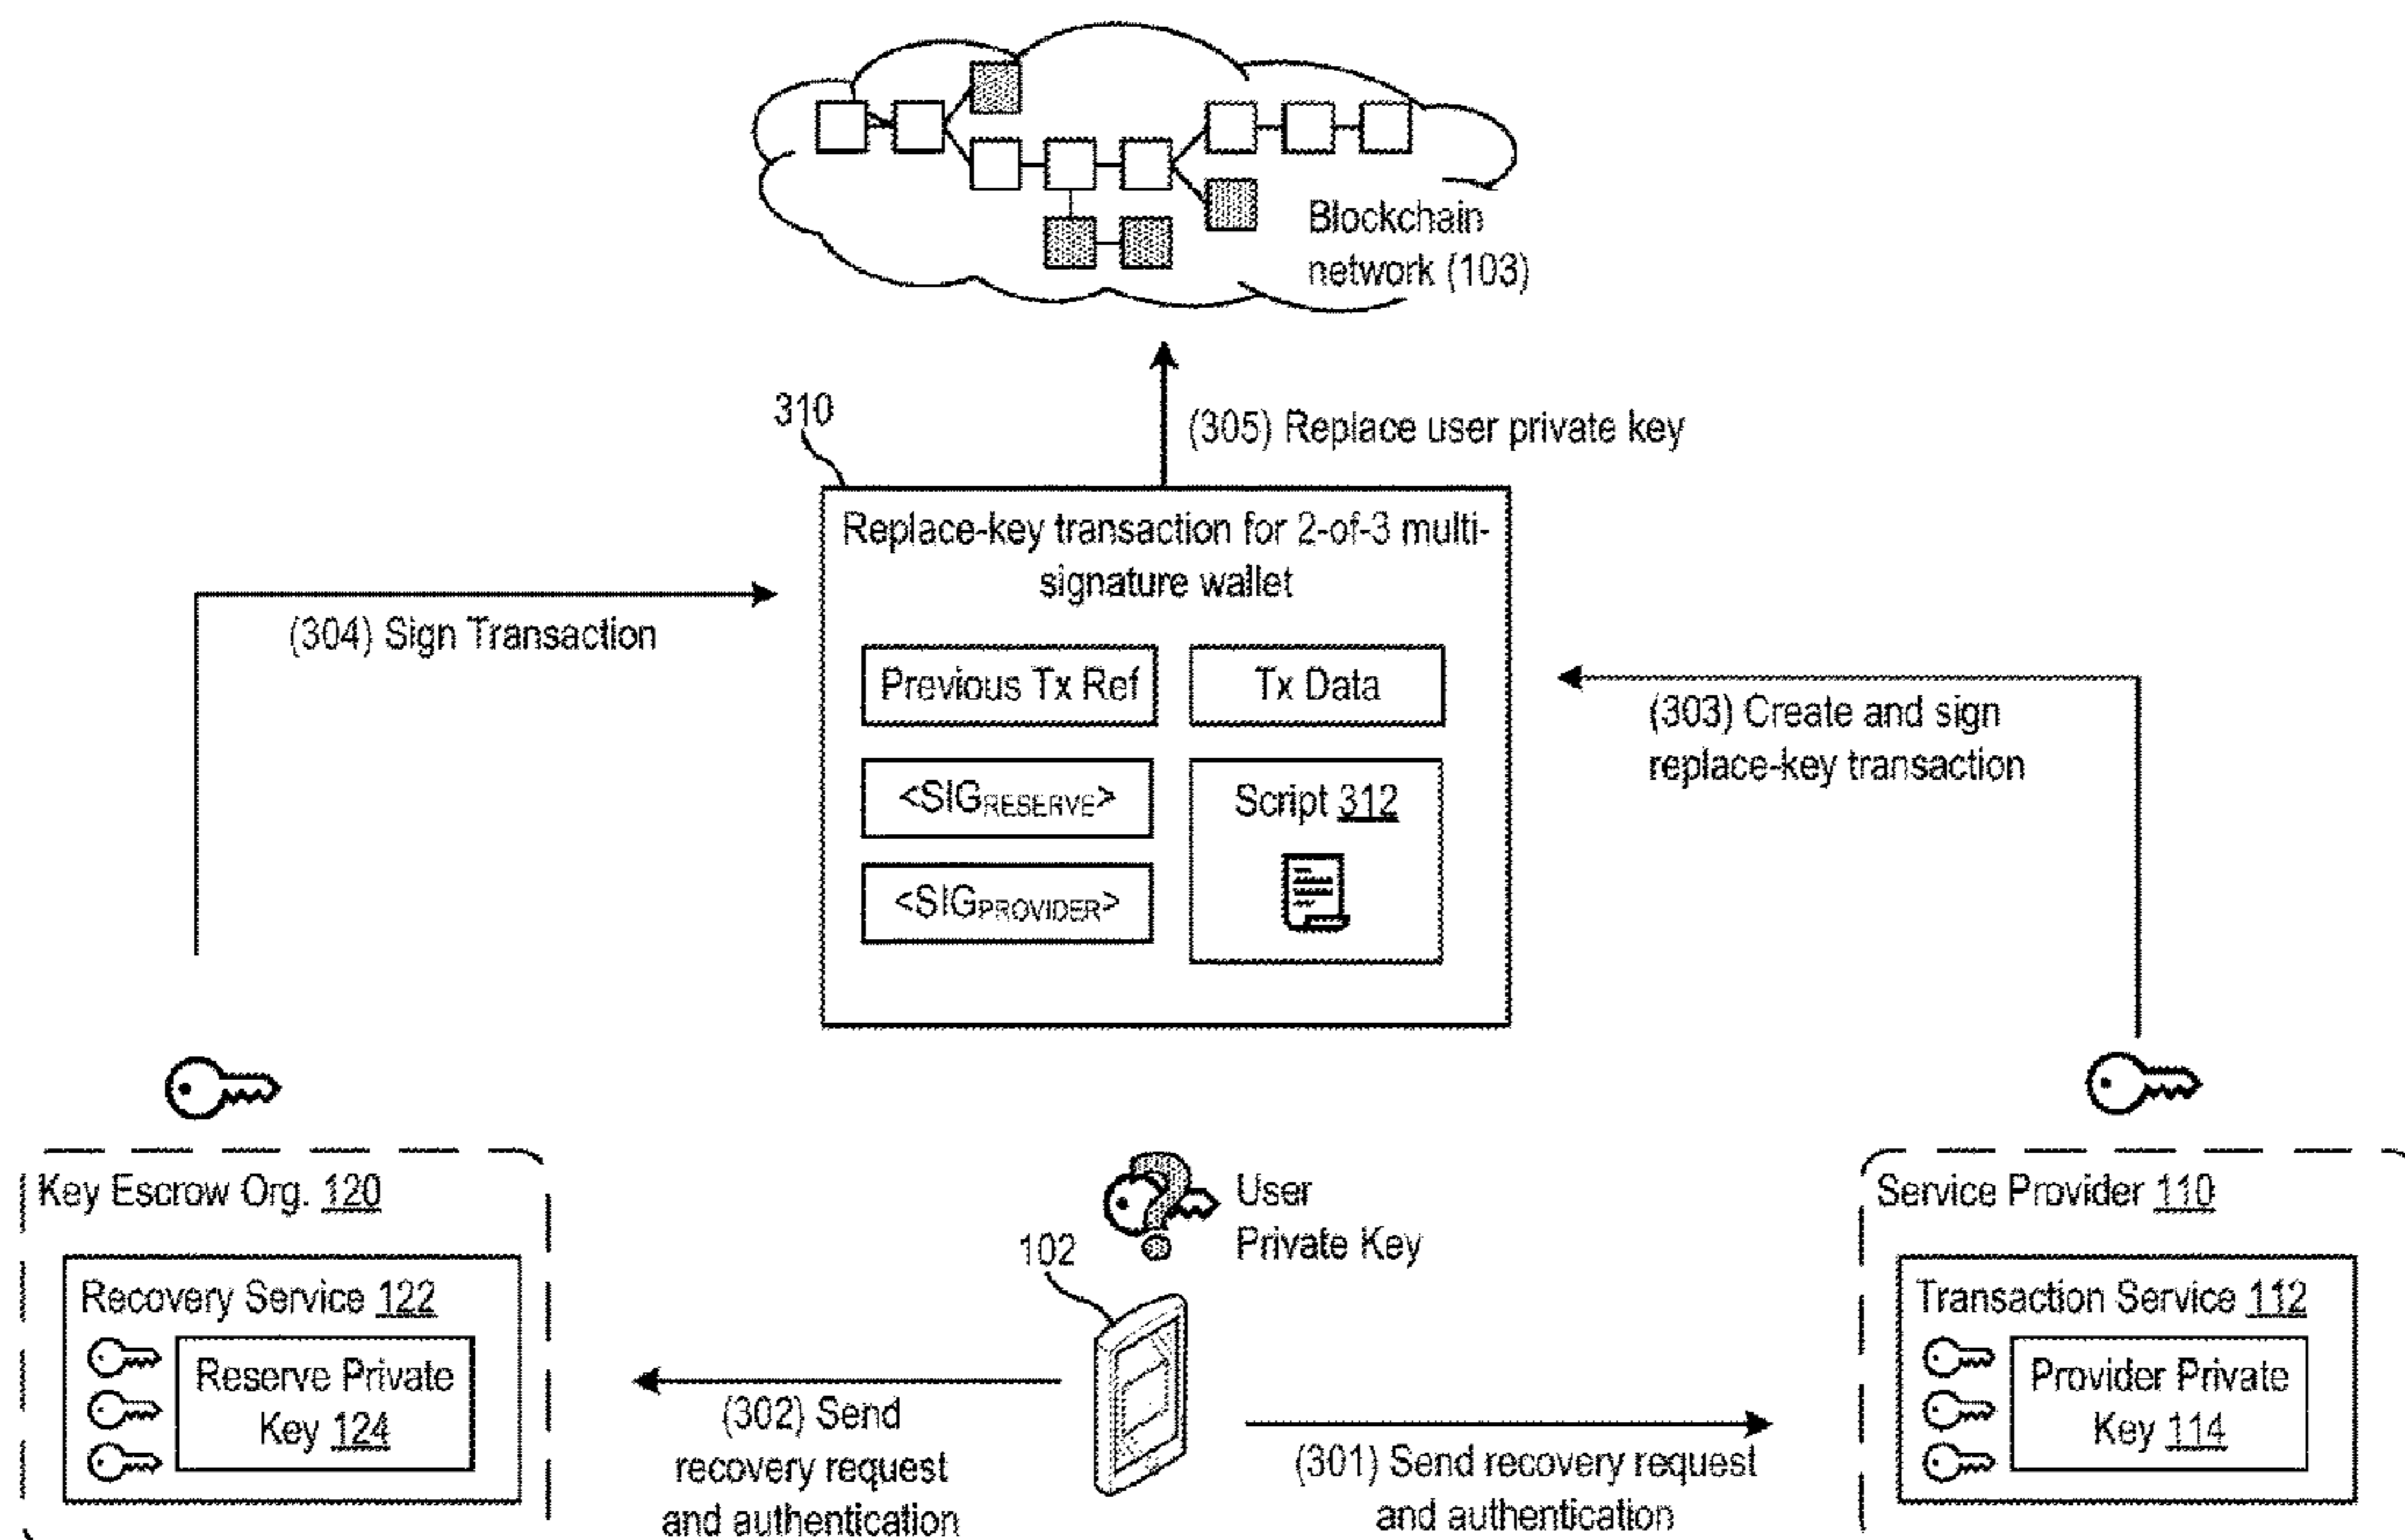 Blockchain
network (103)
310
(305) Replace user private key
Replace-key transaction for 2-of-3 multi-
signature wallet
(304) Sign Transaction
Previous Tx Ref
Tx Data
(303) Create and sign
replace-key transaction
<SIGRESERVE>
Script 312
<SIGPROVIDER>
Key Escrow Org. 120
User
Private Key
Service Provider 110
102
Recovery Service 122
Transaction Service 112
Reserve Private
Key 124
Provider Private
Key 114
(302) Send
recovery request
and authentication
(301) Send recovery request
and authentication